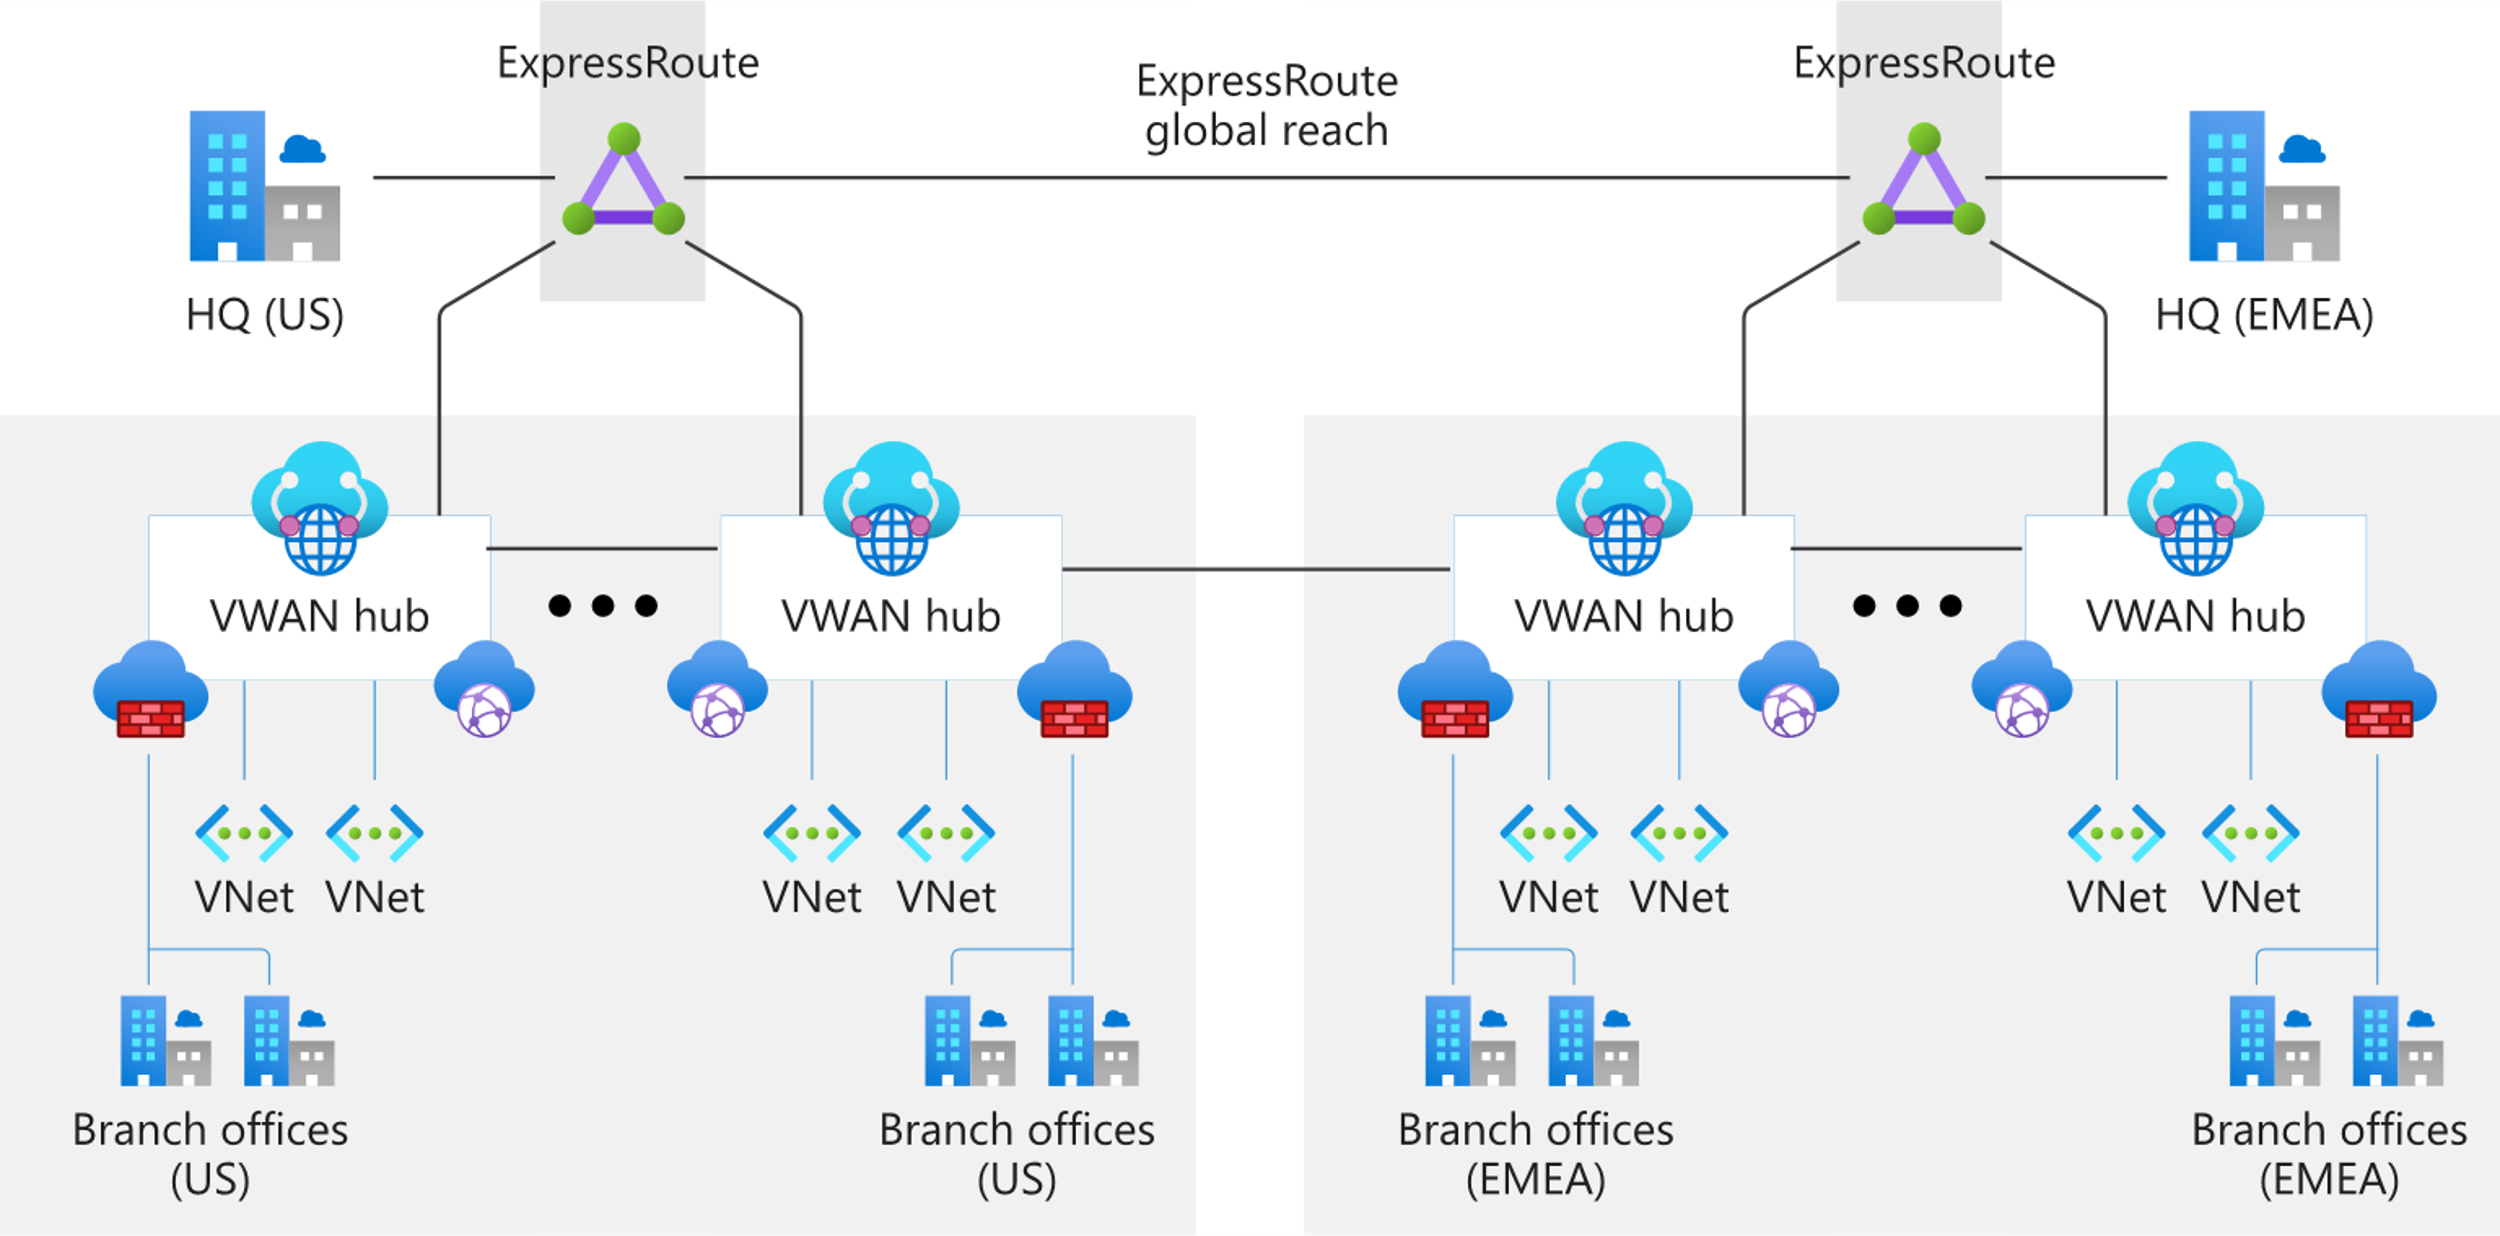 ExpressRoute
ExpressRoute
global reach
ExpressRoute
HQ (US)
HQ (EMEA)
VWAN hub
VWAN hub
VWAN hub
VWAN hub
VNet
VNet
VNet
VNet
VNet
VNet
VNet
VNet
Branch offices
(US)
Branch offices
(US)
Branch offices
(EMEA)
Branch offices
(EMEA)